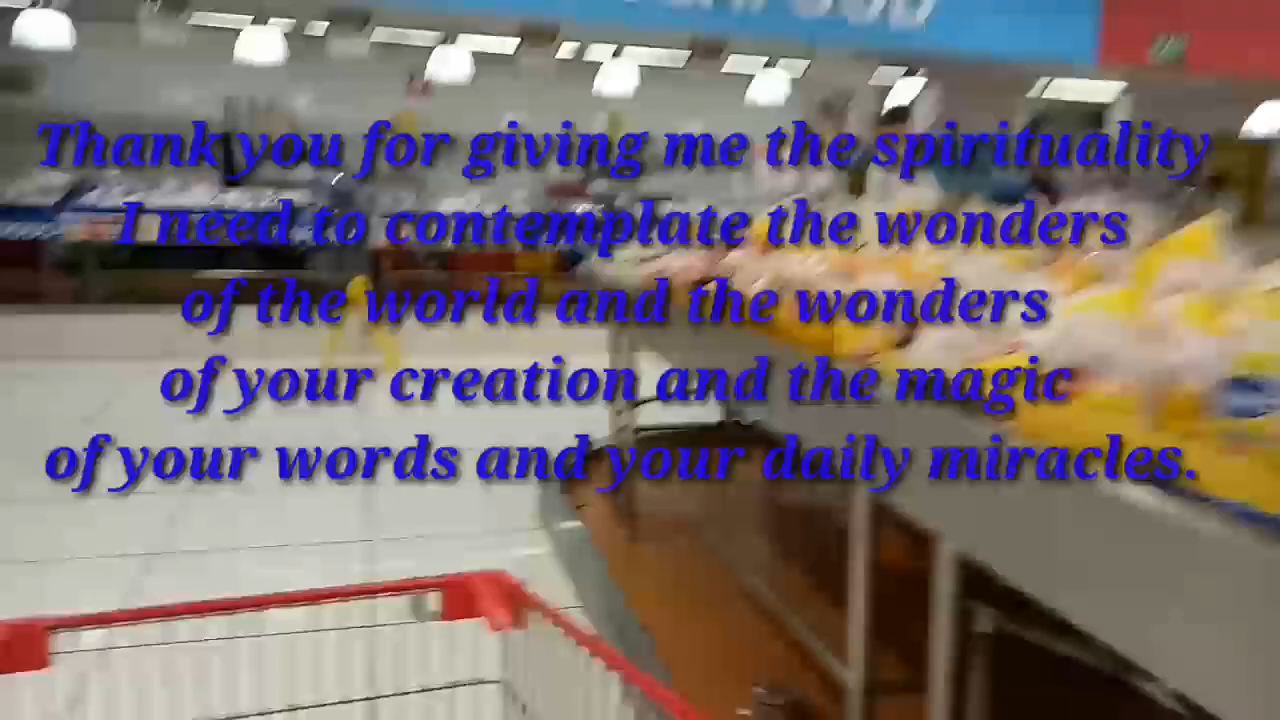 Thank you for giving me the spirituality
I need to contemplate the wonders
of the world and the wonders
of your creation and the magic
of your words and your daily miracles.